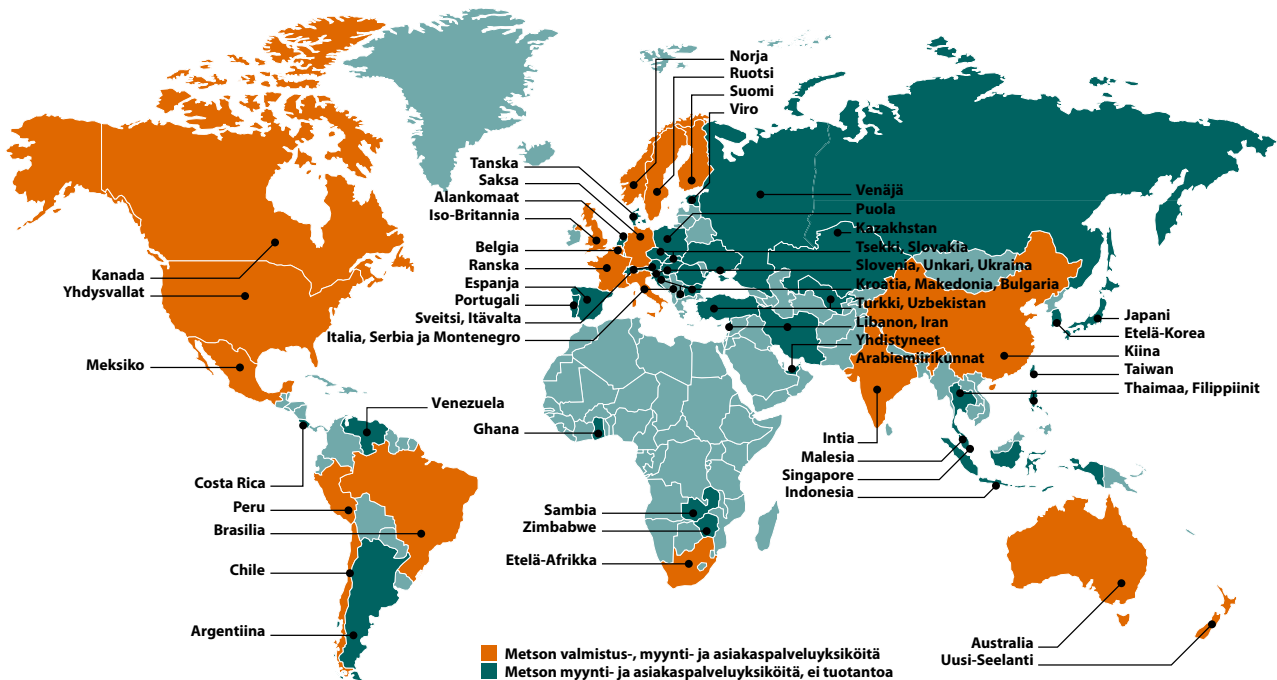 Norja
Ruotsi
Suomi
Viro
Tanska
Saksa
Alankomaat
Iso-Britannia
Belgia
Ranska
Espanja
Portugali
Sveitsi, Itävalta
Italia, Serbia ja Montenegro
Kanada
Yhdysvallat
Meksiko
Venäjä
Puola
Kazakhstan
Tsekki, Slovakia
Slovenia, Unkari, Ukraina
Kroatia, Makedonia, Bulgaria
Turkki, Uzbekistan
Libanon, Iran
Yhdistyneet
Arabiemiirikunnat
Japani
Etelä-Korea
Kiina
Taiwan
Thaimaa, Filippiinit
Venezuela
Ghana
Costa Rica
Peru
Brasilia
Chile
Argentiina
Sambia
Zimbabwe
Etelä-Afrikka
Intia
Malesia
Singapore
Indonesia
Australia
Uusi-Seelanti
Metson valmistus-, myynti- ja asiakaspalveluyksiköitä
Metson myynti- ja asiakaspalveluyksiköitä, ei tuotantoa